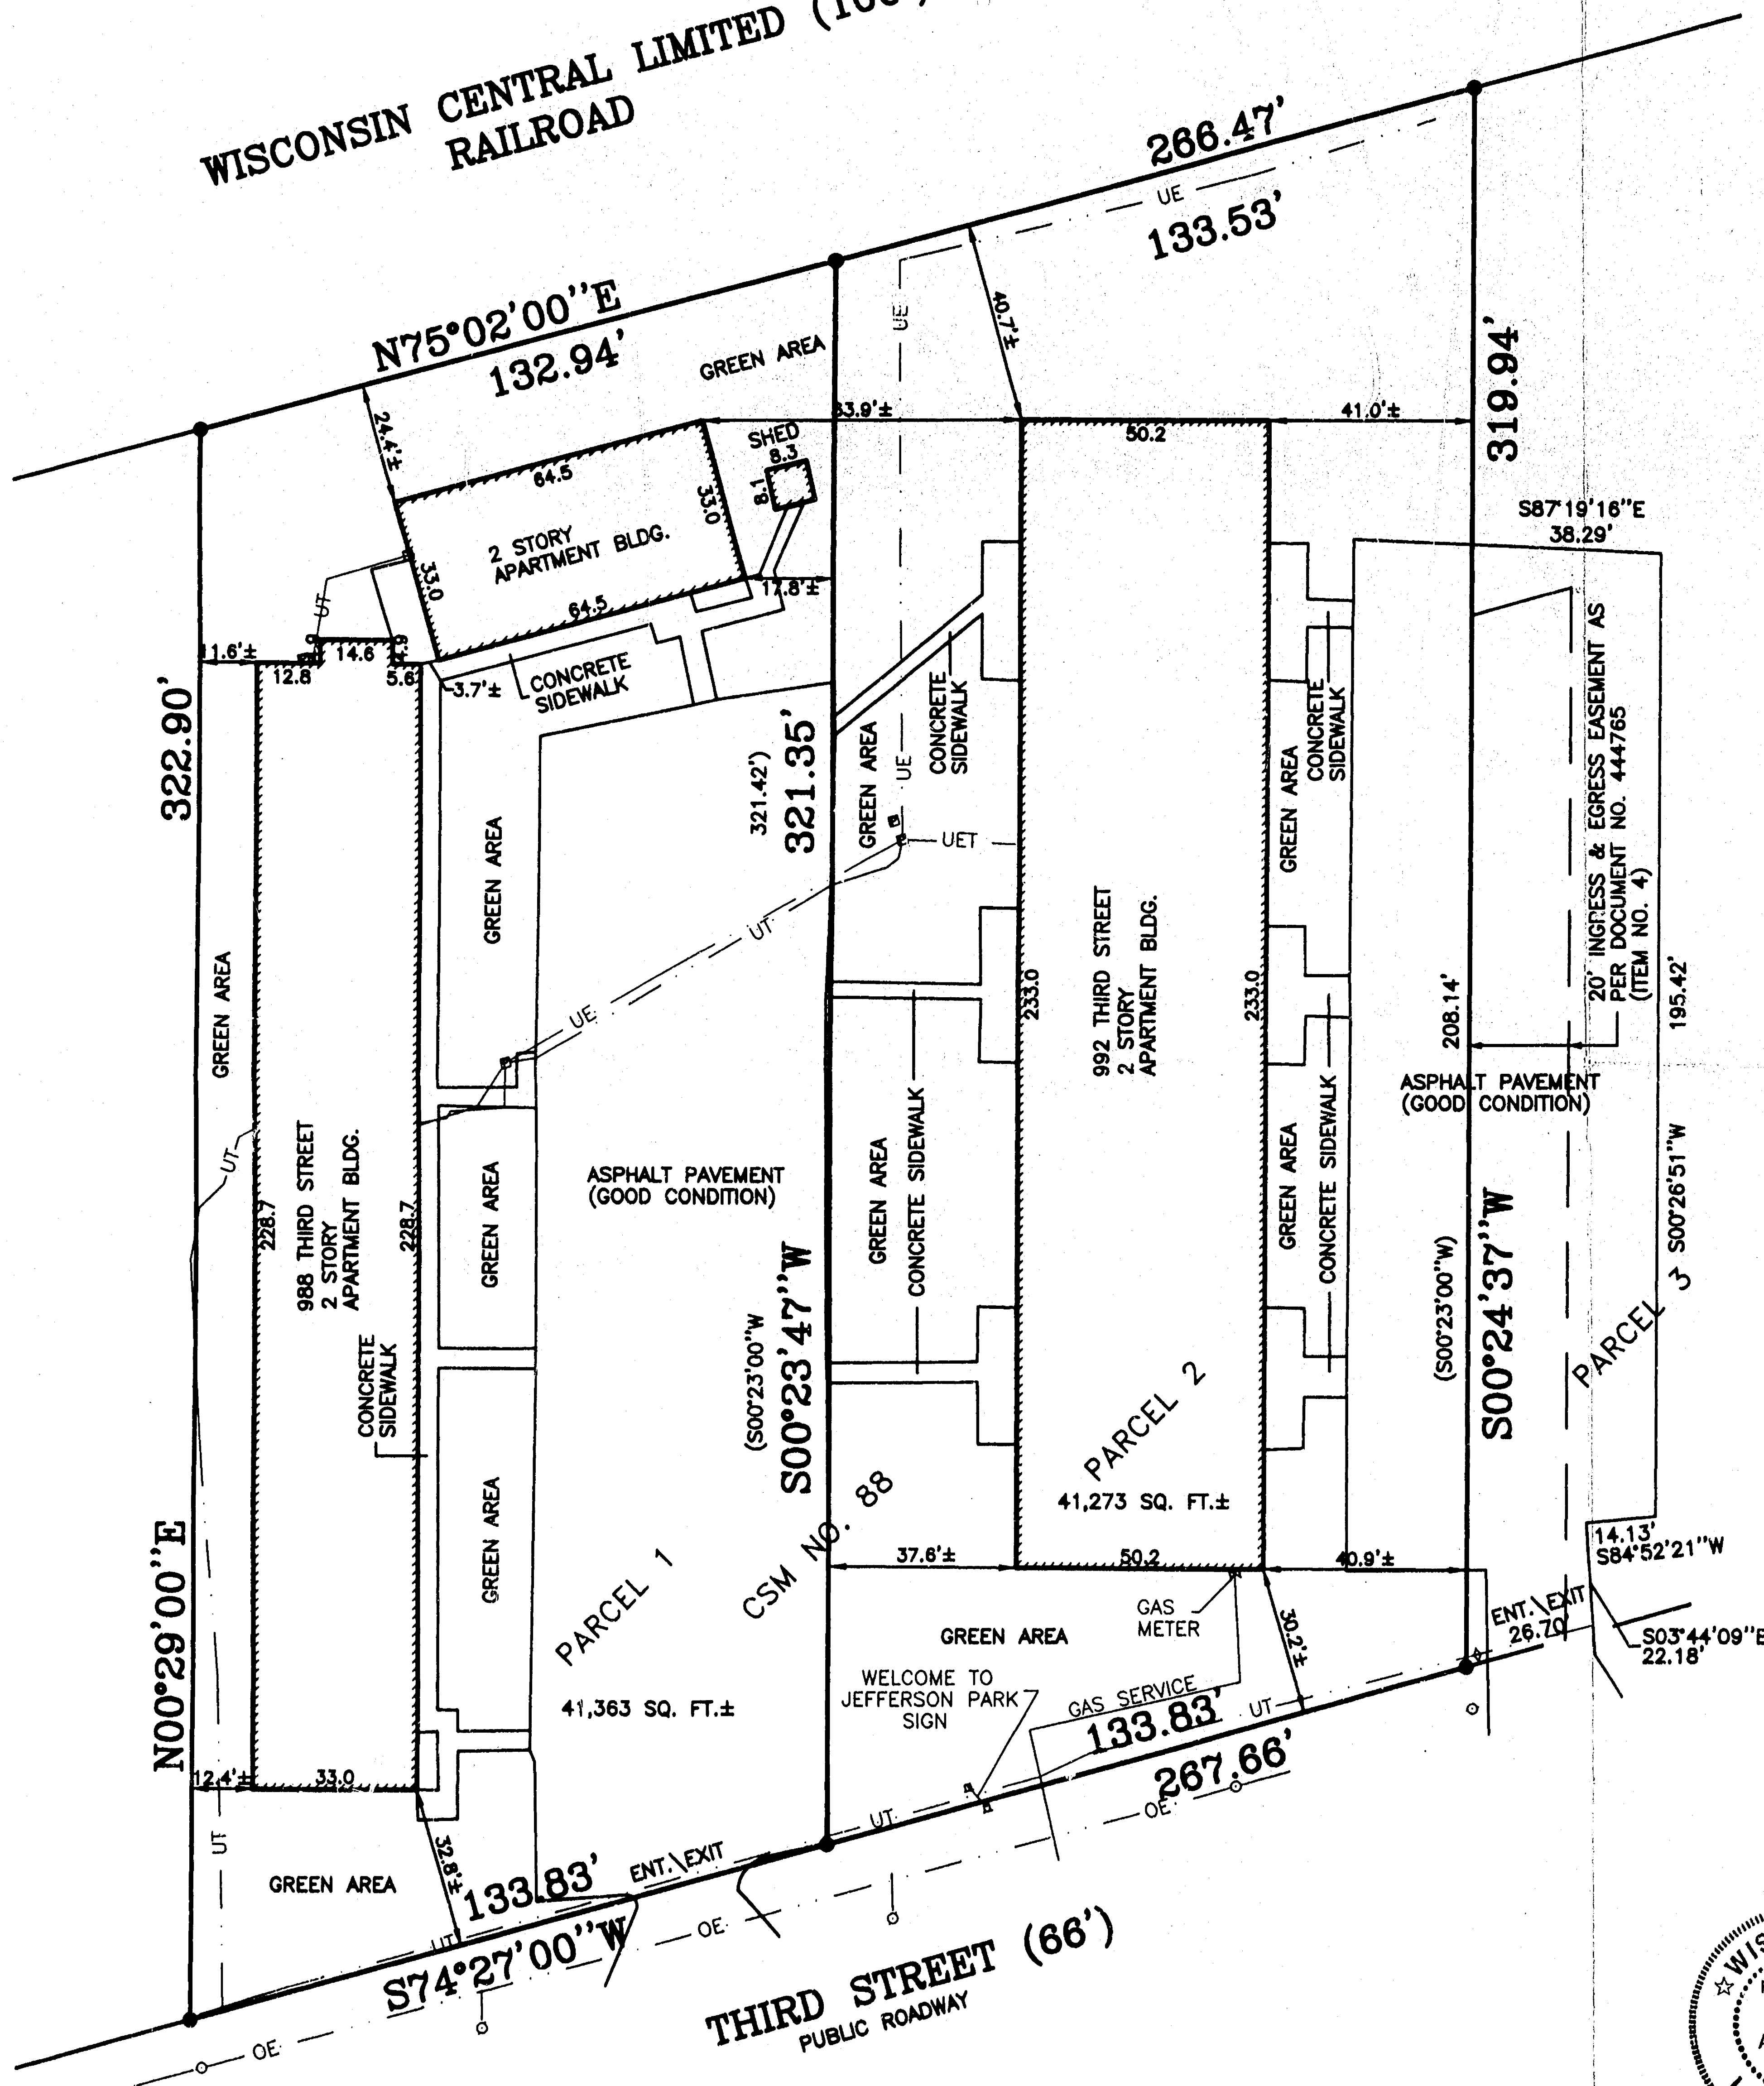 WISCONSIN CENTRAL LIMITED
RAILROAD
266.47'
UE
133.53'
N75°02'00"E
132.94'
GREEN AREA
UE
40.7'±
319.94'
24.4'±
83.9'±
41.0'±
50.2
SHED
8.3
8.1
64.5
33.0
2 STORY
APARTMENT BLDG.
33.0
64.5
17.8'±
S87°19'16"E
38.29'
UT
11.6'±
14.6
12.8
5.6
3.7'±
CONCRETE
SIDEWALK
322.90'
321.35'
321.42')
GREEN AREA
UE
CONCRETE
SIDEWALK
GREEN AREA
CONCRETE
SIDEWALK
20' INGRESS & EGRESS EASEMENT AS
PER DOCUMENT NO. 444765
(ITEM NO. 4)
UET
GREEN AREA
UT
UE
GREEN AREA
992 THIRD STREET
2 STORY
APARTMENT BLDG.
233.0
233.0
208.14'
195.42'
ASPHALT PAVEMENT
(GOOD CONDITION)
988 THIRD STREET
2 STORY
APARTMENT BLDG.
228.7
228.7
UT
GREEN AREA
ASPHALT PAVEMENT
(GOOD CONDITION)
GREEN AREA
CONCRETE SIDEWALK
GREEN AREA
CONCRETE SIDEWALK
S00°26'51"W
PARCEL 3
(S00°23'00"W)
S00°24'37"W
(S00°23'00"W
S00°23'47"W
CONCRETE
SIDEWALK
GREEN AREA
PARCEL 2
41,273 SQ. FT.±
CSM NO. 88
PARCEL 1
41,363 SQ. FT.±
N00°29'00"E
37.6'±
50.2
40.9'±
14.13'
S84°52'21"W
ENT.\EXIT
26.70'
S03°44'09"E
22.18'
GAS
METER
30.2'±
GREEN AREA
WELCOME TO
JEFFERSON PARK
SIGN
GAS SERVICE
UT
133.83'
267.66'
12.4'±
33.0
UT
GREEN AREA
32.8'±
133.83'
ENT.\EXIT
UT
OE
UT
S74°27'00"W
OE
OE
THIRD STREET (66')
PUBLIC ROADWAY